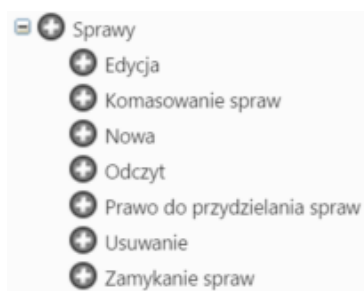 Sprawy
Edycja
Komasowanie spraw
Nowa
Odczyt
Prawo do przydzielania spraw
Usuwanie
Zamykanie spraw